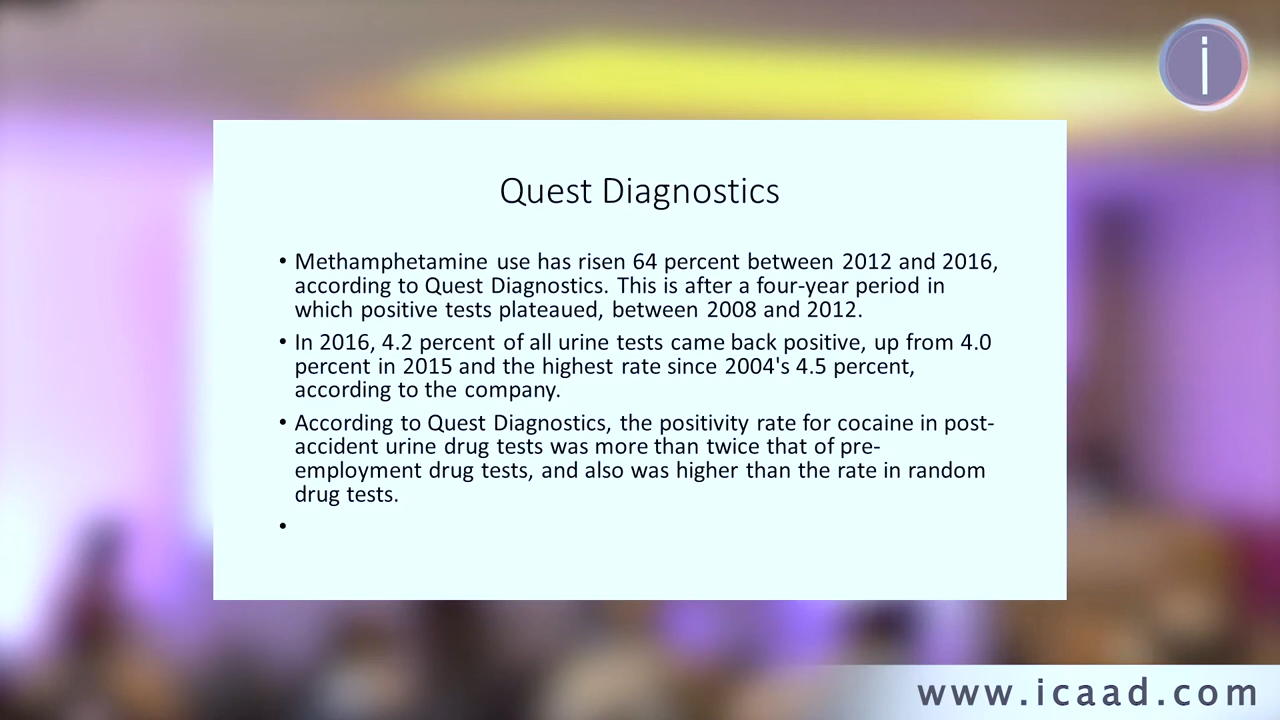 i
Quest Diagnostics
• Methamphetamine use has risen 64 percent between 2012 and 2016,
according to Quest Diagnostics. This is after a four-year period in
which positive tests plateaued, between 2008 and 2012.
• In 2016, 4.2 percent of all urine tests came back positive, up from 4.0
percent in 2015 and the highest rate since 2004's 4.5 percent,
according to the company.
• According to Quest Diagnostics, the positivity rate for cocaine in post-
accident urine drug tests was more than twice that of pre-
employment drug tests, and also was higher than the rate in random
drug tests.
•
www.icaad.com